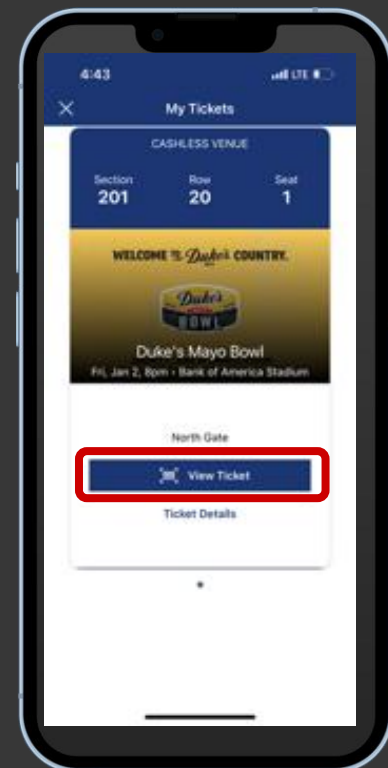 4:43 LTE
My Tickets
CASHLESS VENUE
Section Row Seat
201 20 1
WELCOME TO Duke's COUNTRY.
Duke's
MAYO
BOWL
Duke's Mayo Bowl
Fri, Jan 2, 8pm • Bank of America Stadium
North Gate
View Ticket
Ticket Details